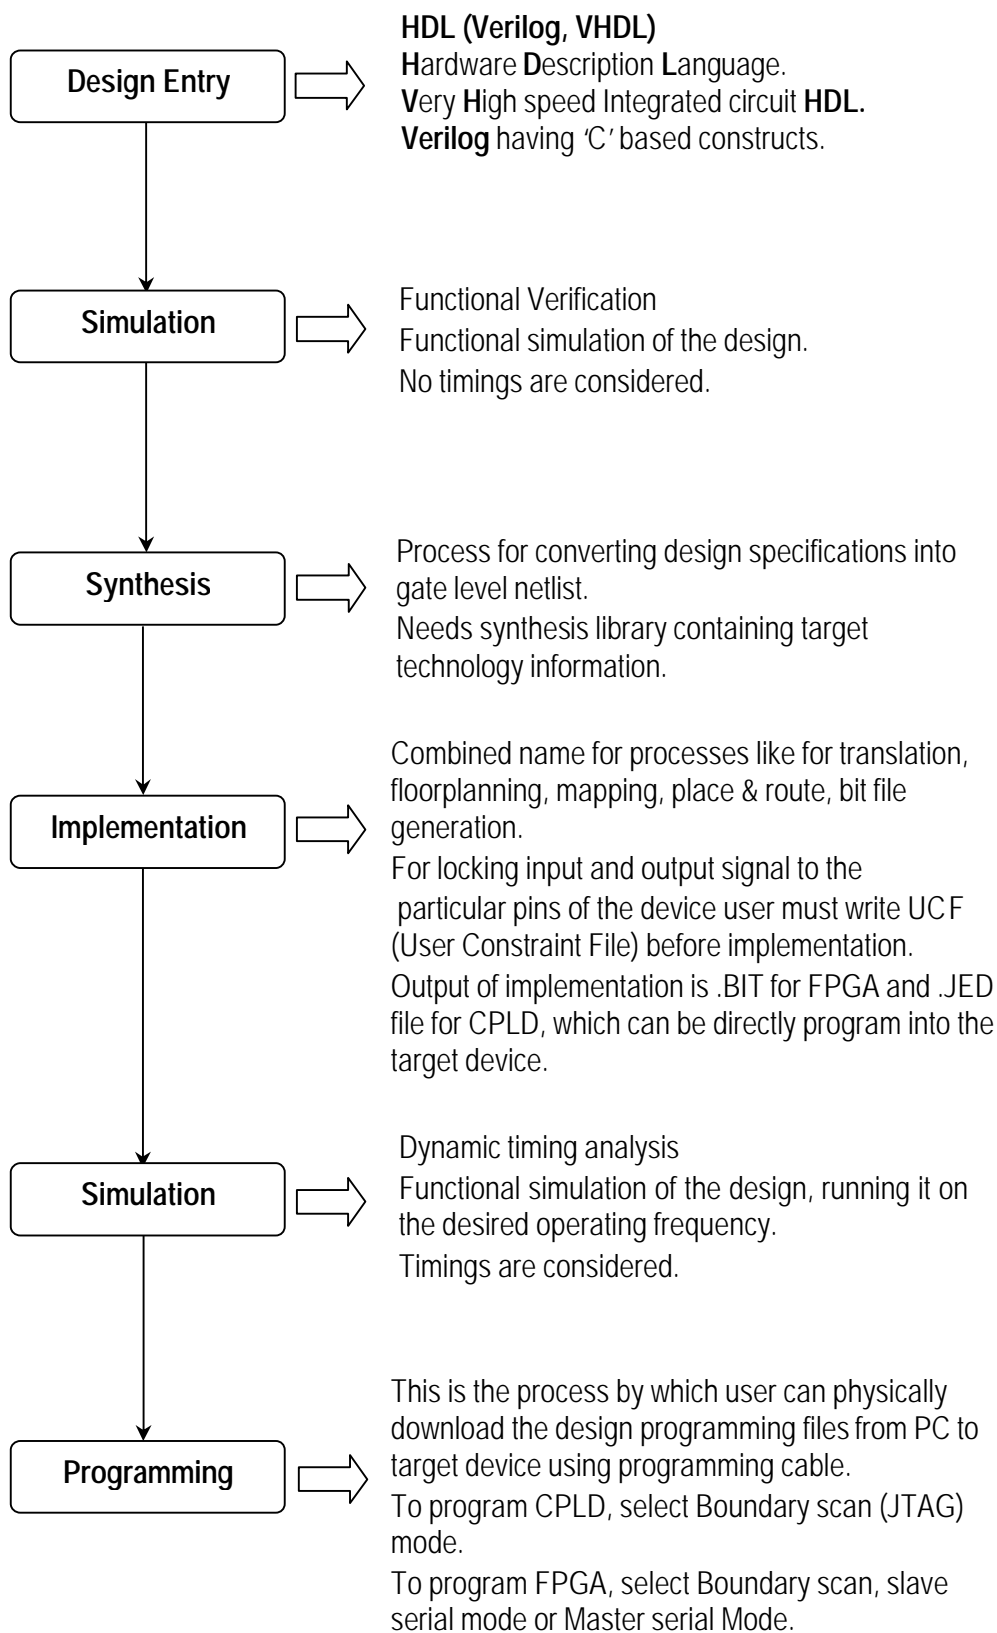 HDL (Verilog, VHDL)
Design Entry
Hardware Description Language.
Very High speed Integrated circuit HDL.
Verilog having 'C' based constructs.
Simulation
Functional Verification
Functional simulation of the design.
No timings are considered.
Synthesis
Process for converting design specifications into
gate level netlist.
Needs synthesis library containing target
technology information.
Implementation
Combined name for processes like for translation,
floorplanning, mapping, place & route, bit file
generation.
For locking input and output signal to the
particular pins of the device user must write UCF
(User Constraint File) before implementation.
Output of implementation is .BIT for FPGA and .JED
file for CPLD, which can be directly program into the
target device.
Simulation
Dynamic timing analysis
Functional simulation of the design, running it on
the desired operating frequency.
Timings are considered.
Programming
This is the process by which user can physically
download the design programming files from PC to
target device using programming cable.
To program CPLD, select Boundary scan (JTAG)
mode.
To program FPGA, select Boundary scan, slave
serial mode or Master serial Mode.